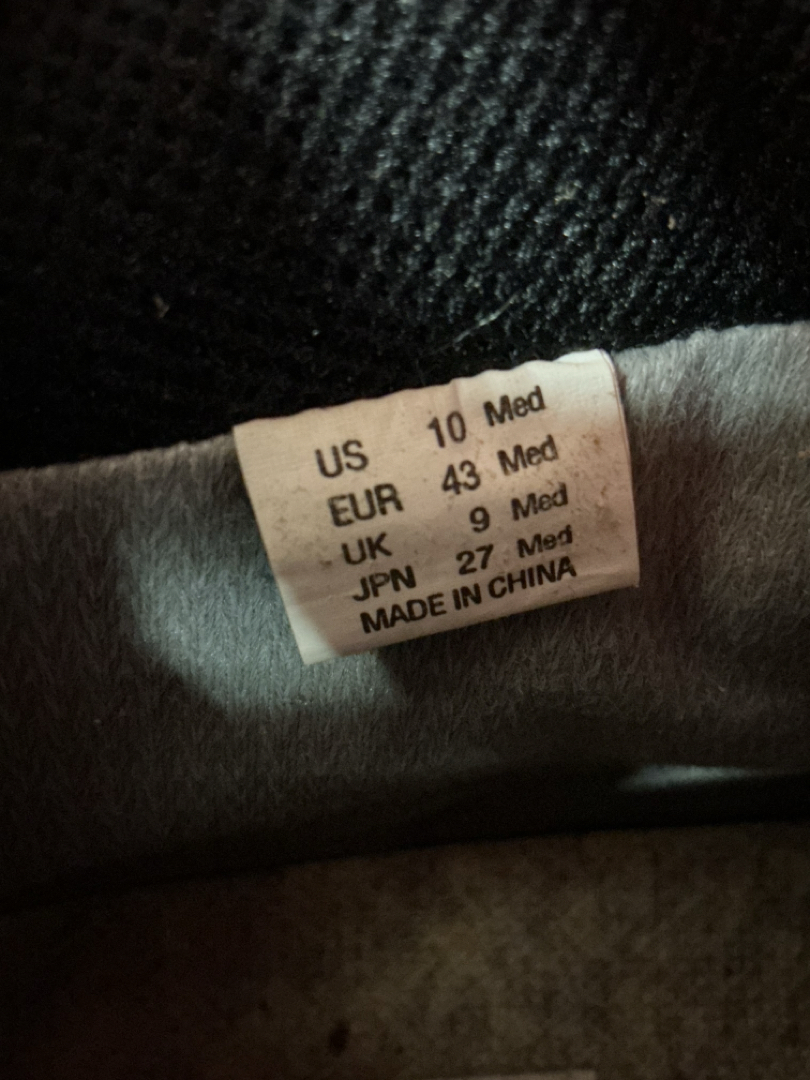 US 10 Med
EUR 43 Med
UK 9 Med
JPN 27 Med
MADE IN CHINA